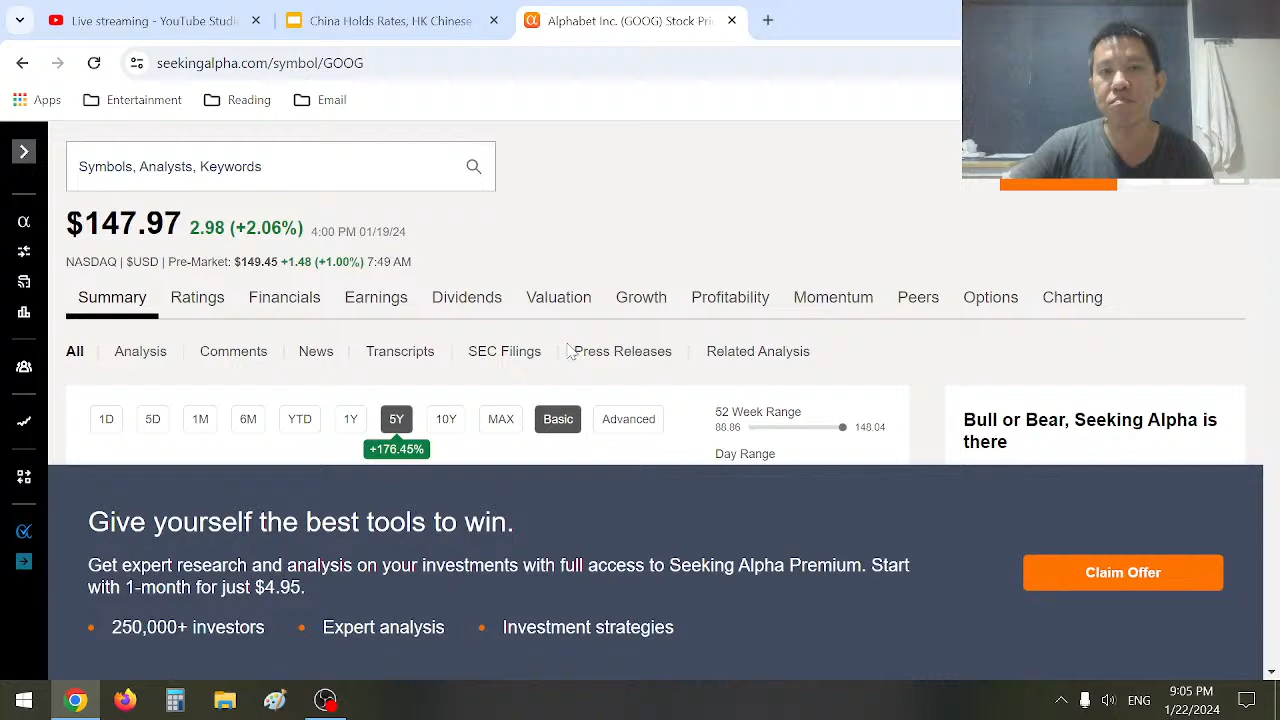 Live streaming - YouTube Studi
China Holds Rates, HK Chinese
Alphabet Inc. (GOOG) Stock Pri
seekingalpha.com/symbol/GOOG
Apps
Entertainment
Reading
Email
Symbols, Analysts, Keywords
$147.97 2.98 (+2.06%) 4:00 PM 01/19/24
NASDAQ | $USD | Pre-Market: $149.45 +1.48 (+1.00%) 7:49 AM
Summary Ratings Financials Earnings Dividends Valuation Growth Profitability Momentum Peers Options Charting
All | Analysis | Comments | News | Transcripts | SEC Filings | Press Releases | Related Analysis
1D 5D 1M 6M YTD 1Y 5Y 10Y MAX Basic Advanced
+176.45%
52 Week Range
88.86 148.04
Day Range
Bull or Bear, Seeking Alpha is
there
Give yourself the best tools to win.
Get expert research and analysis on your investments with full access to Seeking Alpha Premium. Start
with 1-month for just $4.95.
• 250,000+ investors • Expert analysis • Investment strategies
Claim Offer
ENG
9:05 PM
1/22/2024